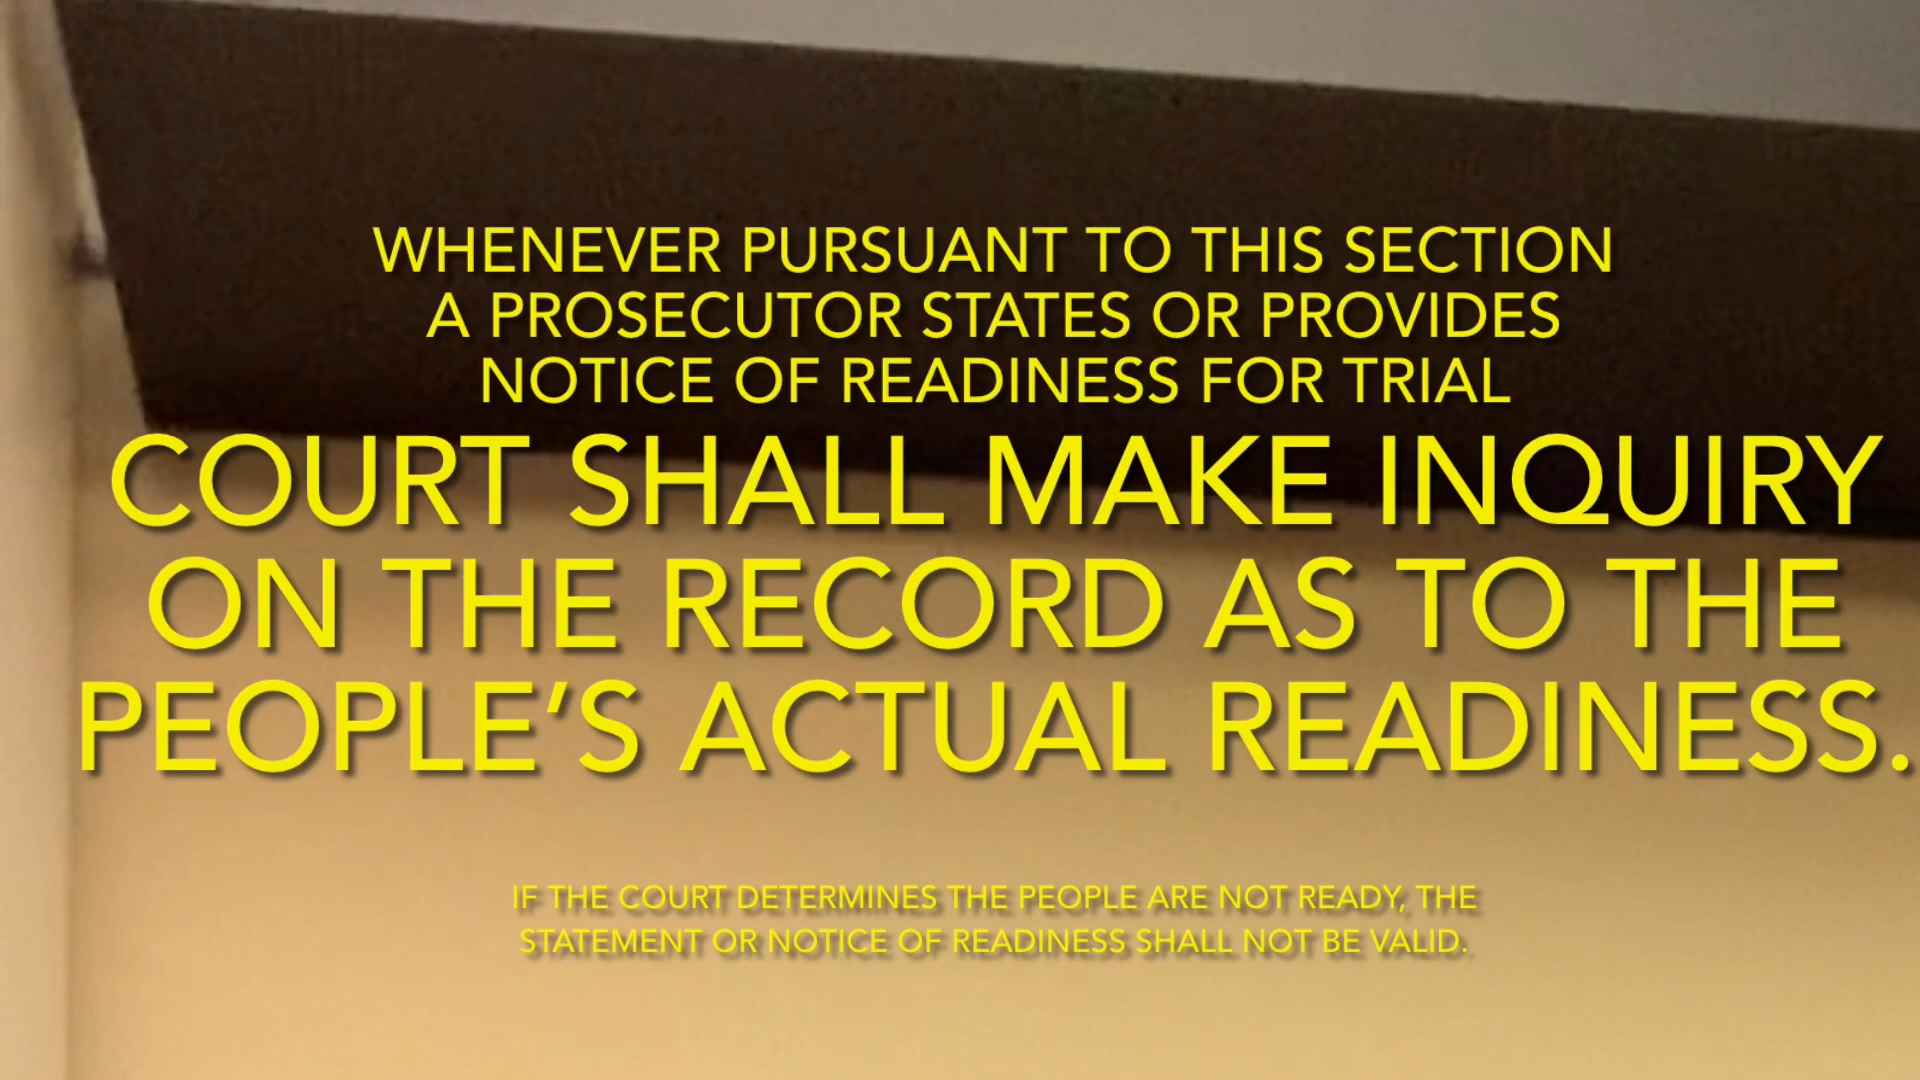 WHENEVER PURSUANT TO THIS SECTION
A PROSECUTOR STATES OR PROVIDES
NOTICE OF READINESS FOR TRIAL
COURT SHALL MAKE INQUIRY
ON THE RECORD AS TO THE
PEOPLE’S ACTUAL READINESS.
IF THE COURT DETERMINES THE PEOPLE ARE NOT READY, THE
STATEMENT OR NOTICE OF READINESS SHALL NOT BE VALID.